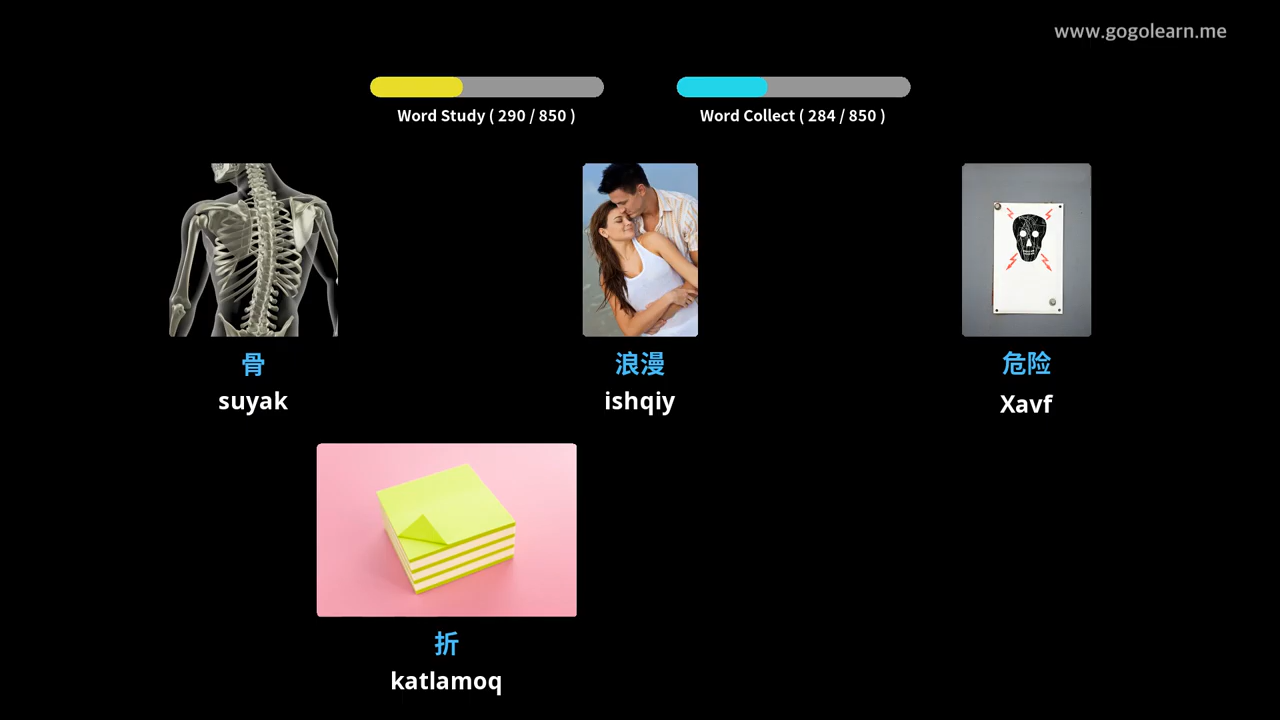 www.gogolearn.me
Word Study ( 290 / 850 )
Word Collect ( 284 / 850 )
骨
suyak
浪漫
ishqiy
危险
Xavf
折
katlamoq